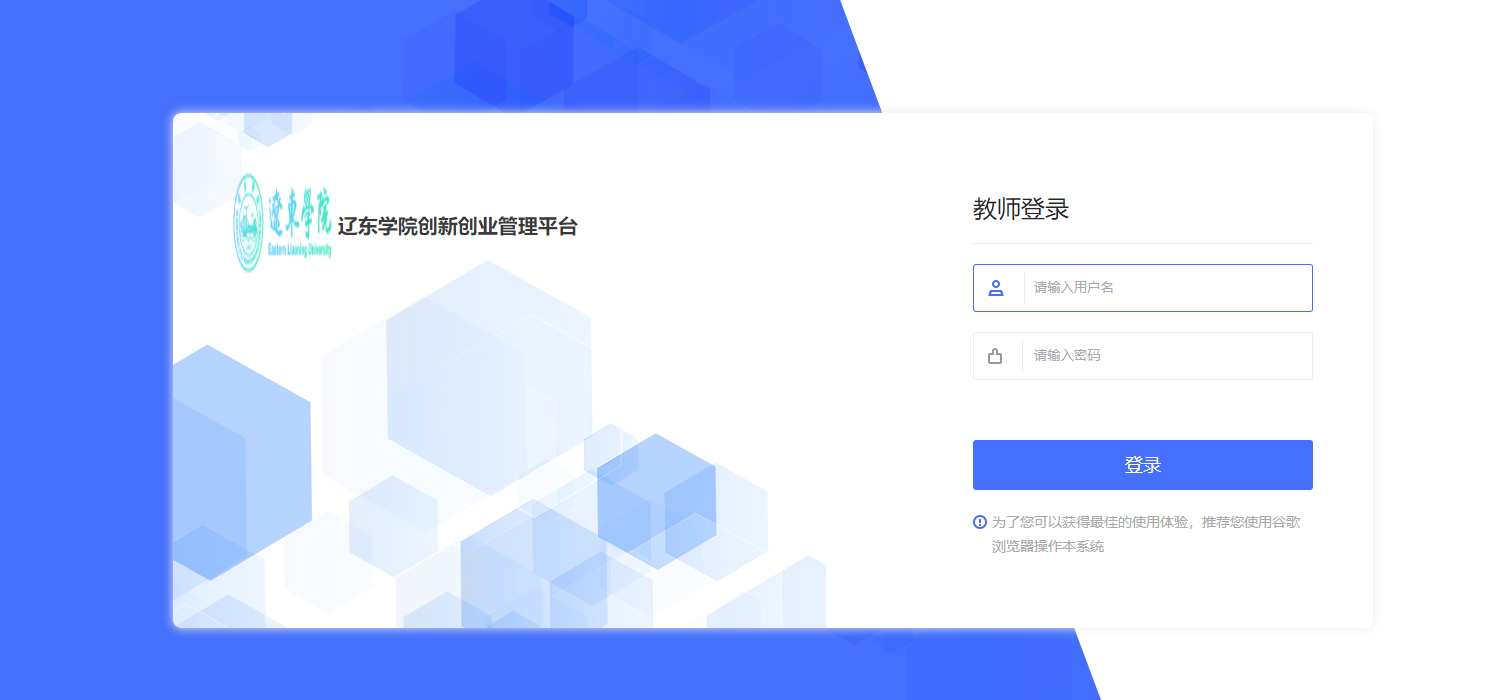 遼東學院
Eastern Liaoning University
辽东学院创新创业管理平台
教师登录
请输入用户名
请输入密码
登录
为了您可以获得最佳的使用体验，推荐您使用谷歌
浏览器操作本系统